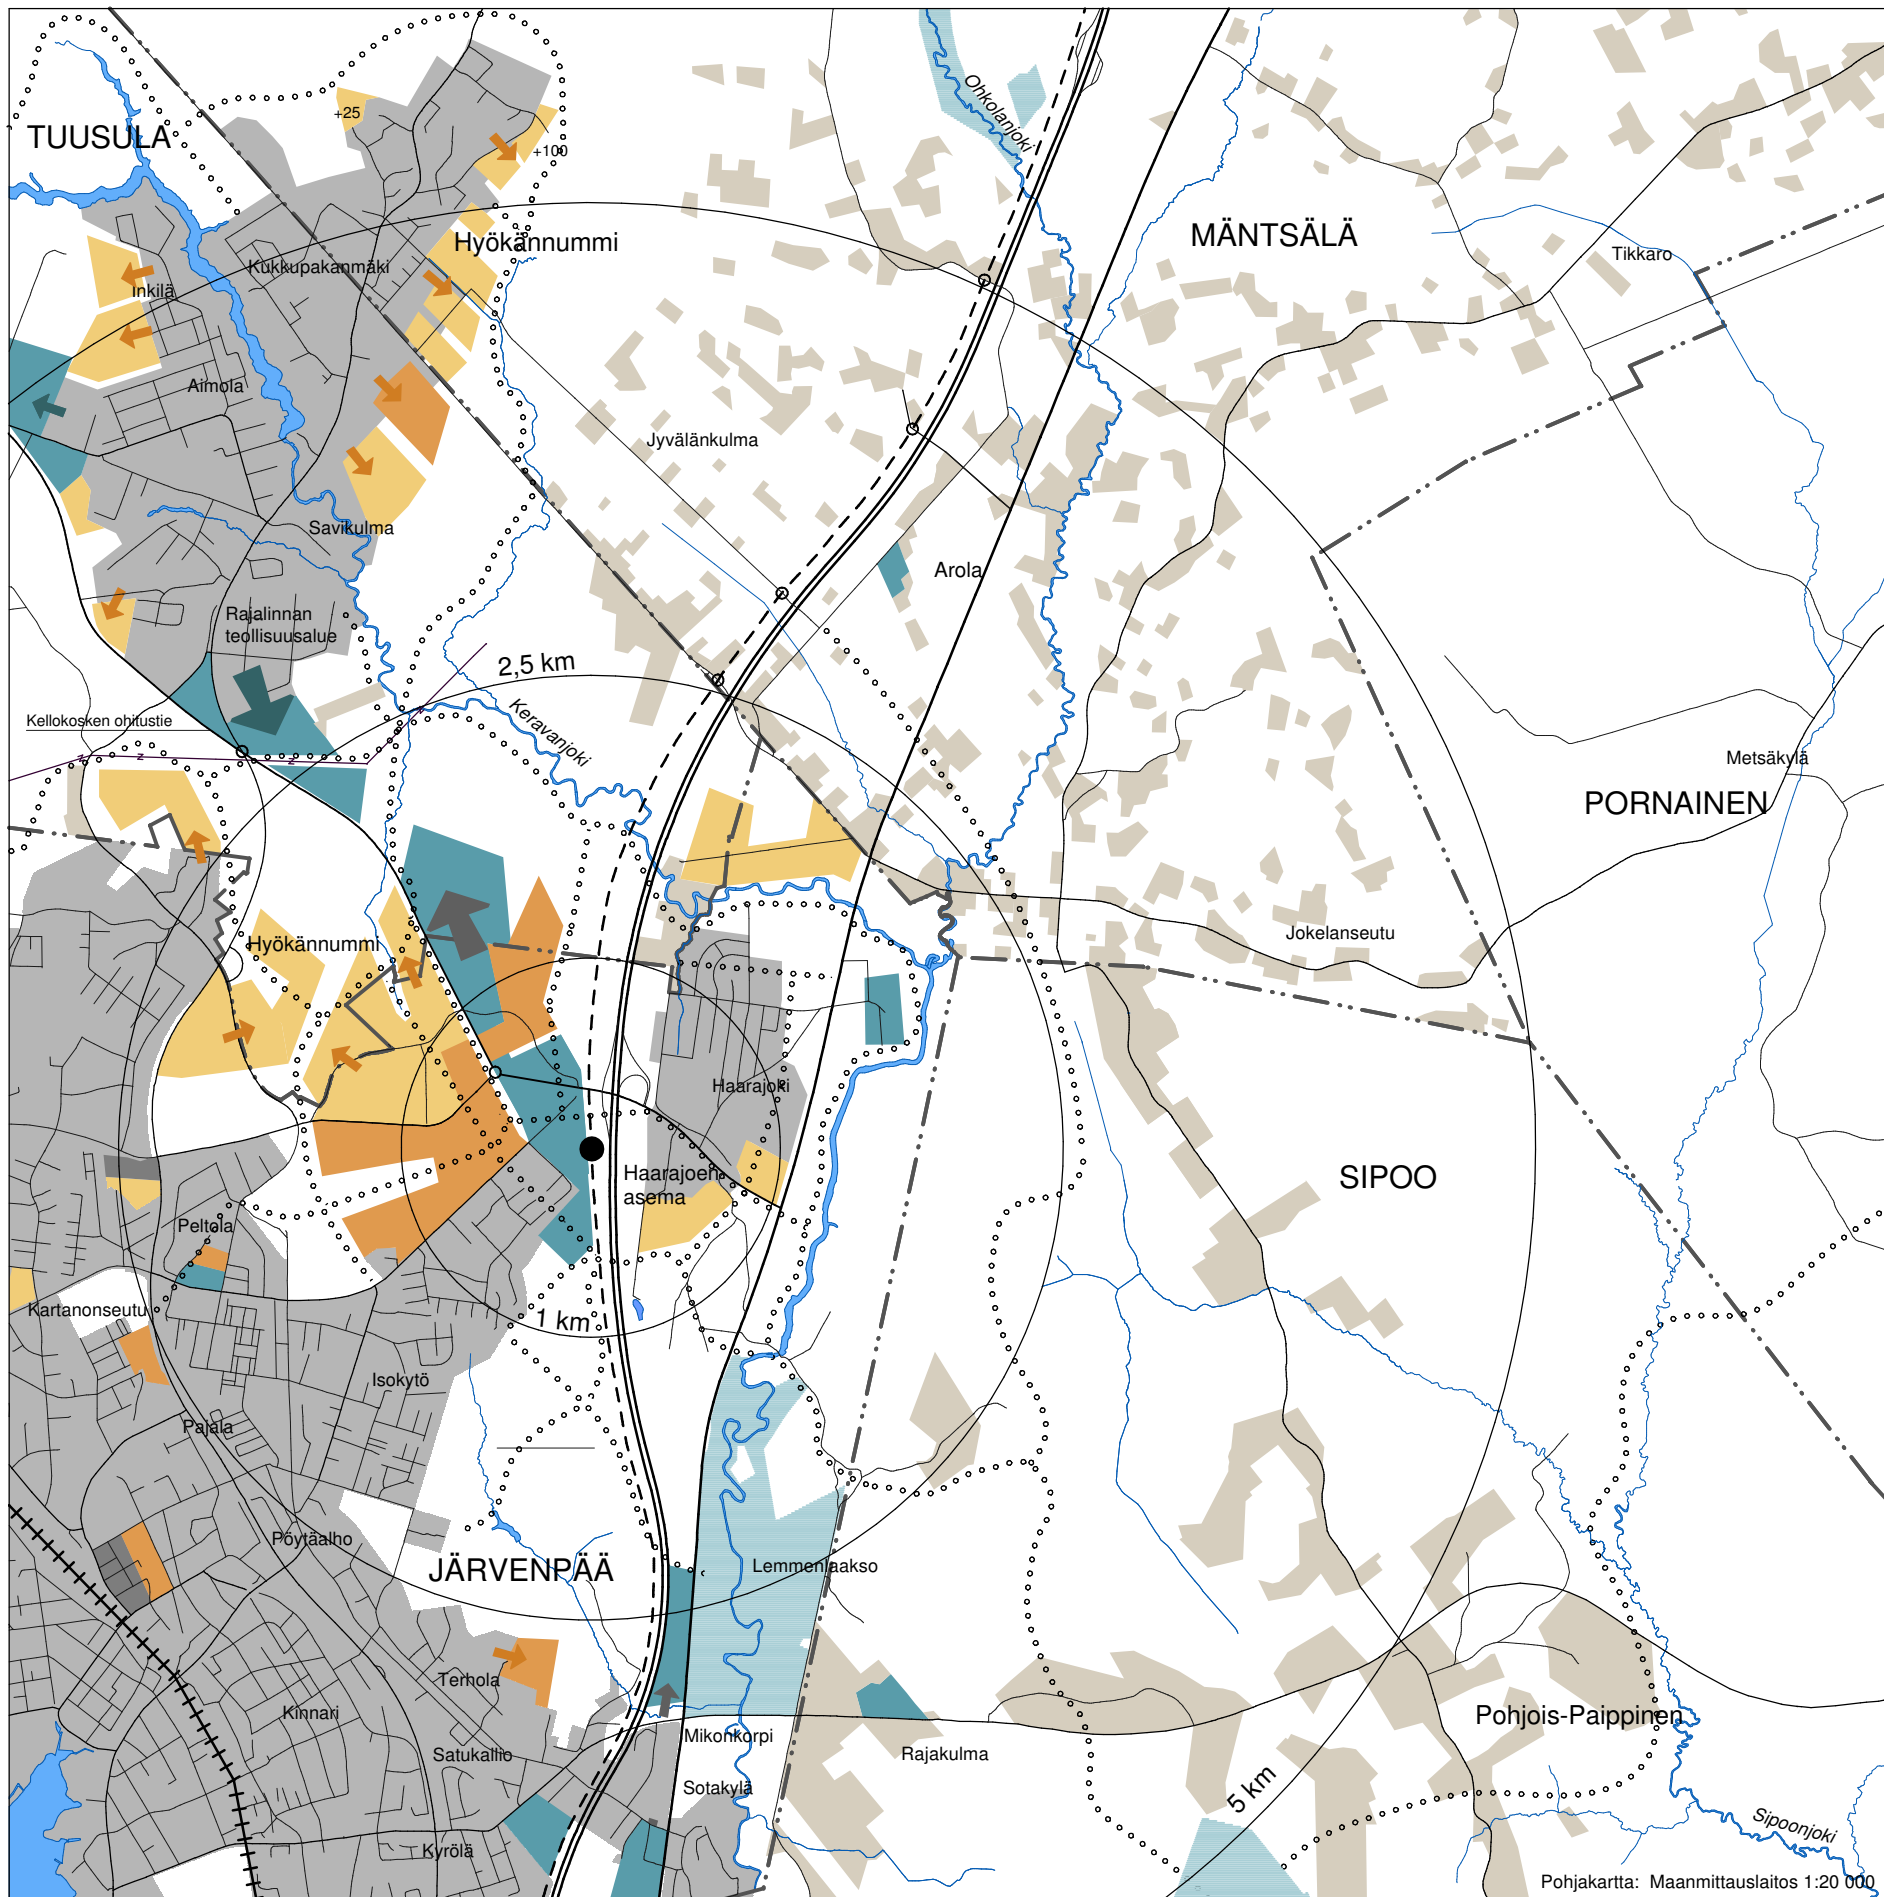 Ohkolanjoki
+25
TUUSULA
+100
MÄNTSÄLÄ
Hyökännummi
Tikkaro
Kukkupakanmäki
Inkilä
Aimola
Jyvälänkulma
Savikulma
Arola
Rajalinnan
teollisuusalue
2,5 km
Kellokosken ohitustie
Keravanjoki
Metsäkylä
PORNAINEN
Jokelanseutu
Hyökännummi
Haarajoki
Haarajoen
asema
SIPOO
Peltola
Kartanonseutu
1 km
Isokytö
Pajala
Pöytäalho
JÄRVENPÄÄ
Lemmenlaakso
Terhola
Kinnari
Pohjois-Paippinen
Mikonkorpi
Satukallio
Rajakulma
Sotakylä
5 km
Sipoonjoki
Kyrölä
Pohjakartta: Maanmittauslaitos 1:20 000